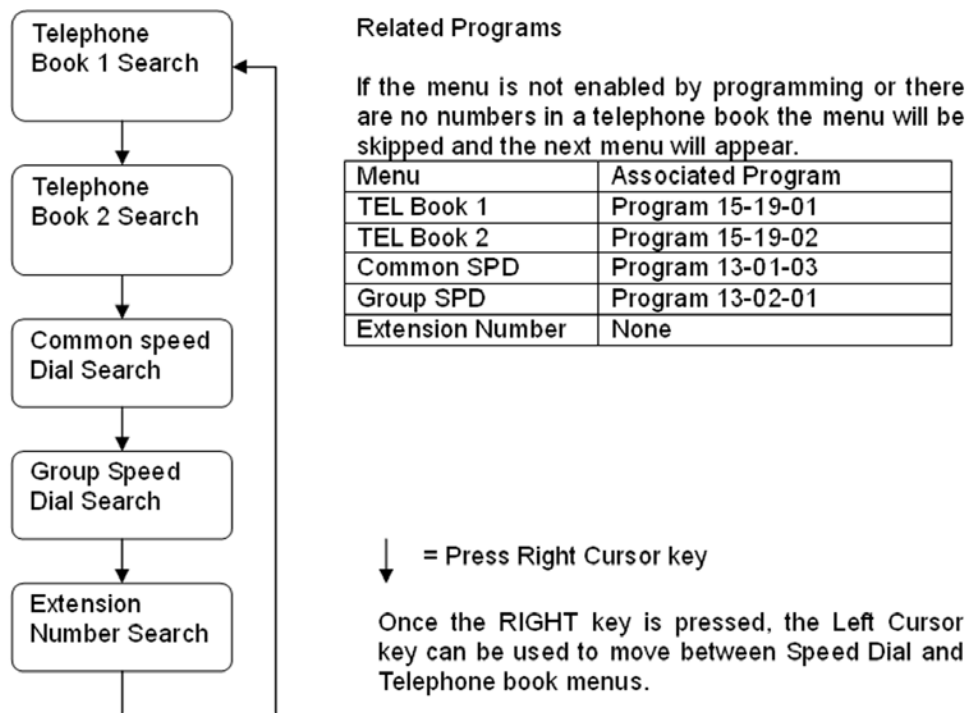 Telephone
Book 1 Search
Telephone
Book 2 Search
Common speed
Dial Search
Group Speed
Dial Search
Extension
Number Search
Related Programs
If the menu is not enabled by programming or there
are no numbers in a telephone book the menu will be
skipped and the next menu will appear.
Menu Associated Program
TEL Book 1 Program 15-19-01
TEL Book 2 Program 15-19-02
Common SPD Program 13-01-03
Group SPD Program 13-02-01
Extension Number None
= Press Right Cursor key
Once the RIGHT key is pressed, the Left Cursor
key can be used to move between Speed Dial and
Telephone book menus.